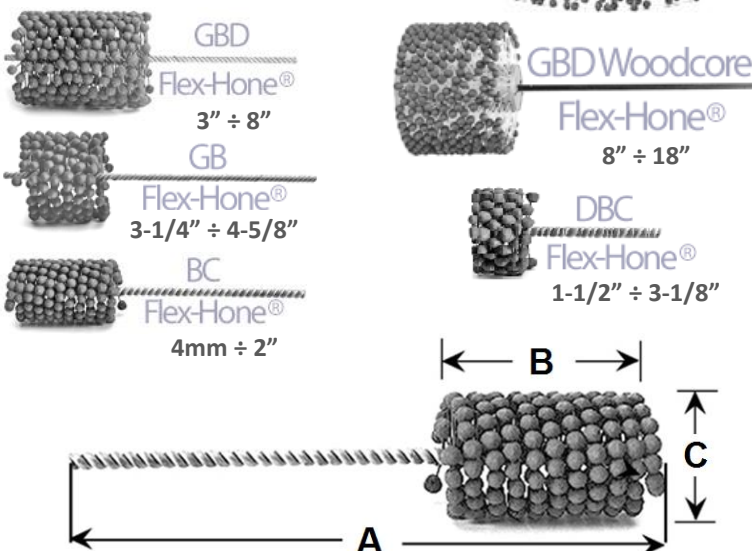 GBD
Flex-Hone®
3” ÷ 8”
GBD Woodcore
Flex-Hone®
8” ÷ 18”
GB
Flex-Hone®
3-1/4” ÷ 4-5/8”
DBC
Flex-Hone®
1-1/2” ÷ 3-1/8”
BC
Flex-Hone®
4mm ÷ 2”
B
C
A